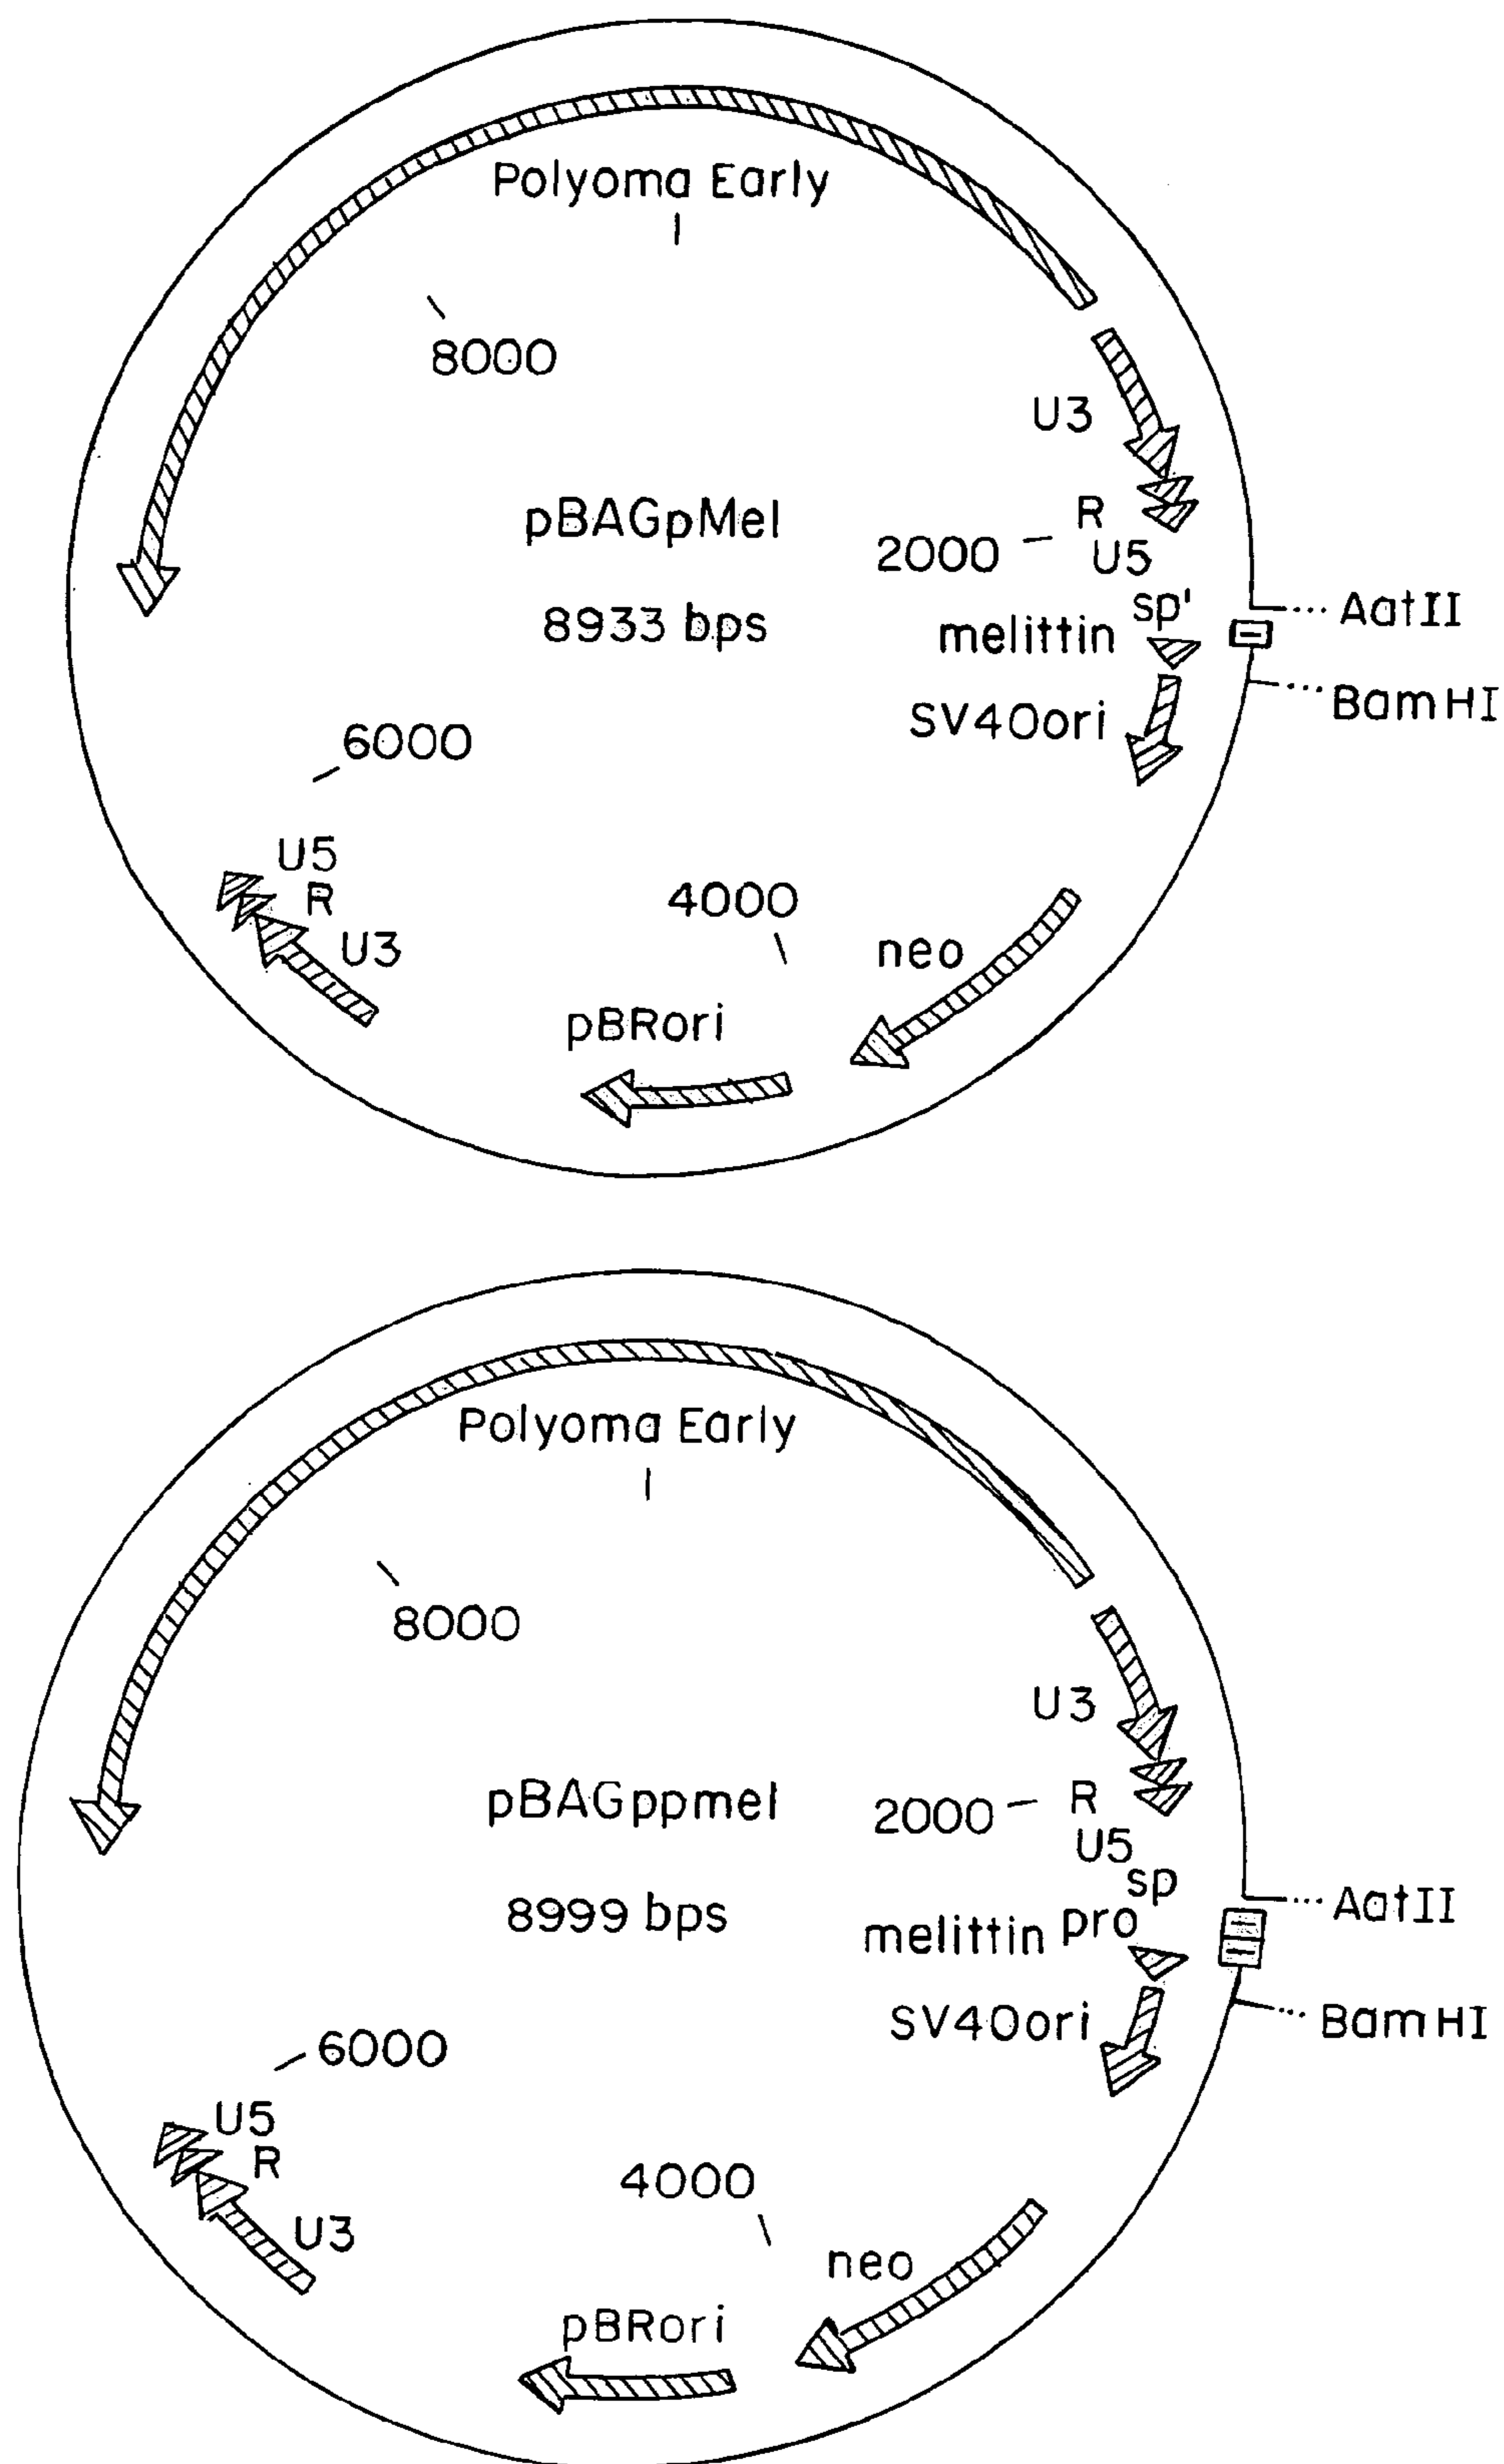 Polyoma Early
8000
U3
pBAGpMel
R
2000
U5
sp'
AatII
melittin
8933 bps
BamHI
SV40ori
6000
U5
4000
R
neo
U3
pBRori
Polyoma Early
8000
U3
pBAGppmel
R
2000
U5
sp
AatII
pro
melittin
8999 bps
SV40ori
BamHI
6000
U5
R
4000
U3
neo
pBRori